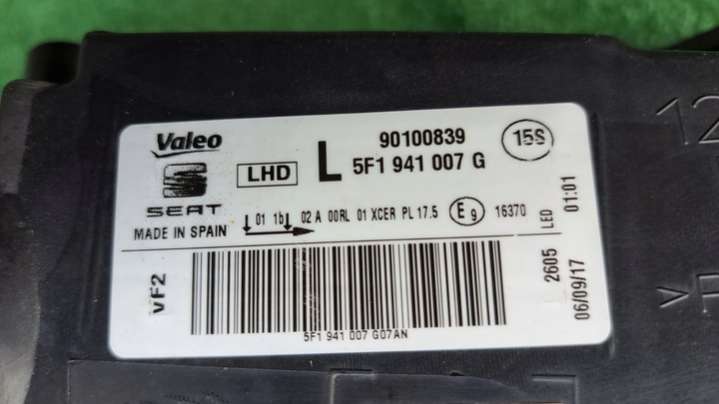 Valeo
SEAT
MADE IN SPAIN
LHD
L
90100839
5F1 941 007 G
15S
01 1b 02 A 00RL 01 XCER PL 17.5 E9 16370
LED
01:01
VF2
5F1 941 007 G07AN
2605
06/09/17
12
>P